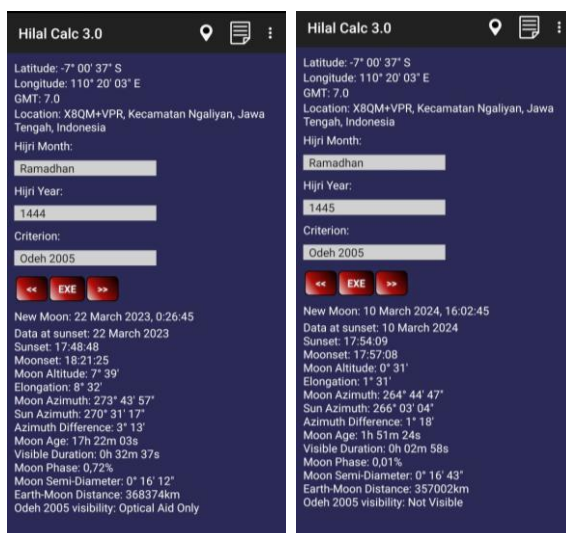 Hilal Calc 3.0
Latitude: -7° 00' 37" S
Longitude: 110° 20' 03" E
GMT: 7.0
Location: X8QM+VPR, Kecamatan Ngaliyan, Jawa
Tengah, Indonesia
Hijri Month:
Ramadhan
Hijri Year:
1444
Criterion:
Odeh 2005
<< EXE >>
New Moon: 22 March 2023, 0:26:45
Data at sunset: 22 March 2023
Sunset: 17:48:48
Moonset: 18:21:25
Moon Altitude: 7° 39'
Elongation: 8° 32'
Moon Azimuth: 273° 43' 57"
Sun Azimuth: 270° 31' 17"
Azimuth Difference: 3° 13'
Moon Age: 17h 22m 03s
Visible Duration: 0h 32m 37s
Moon Phase: 0,72%
Moon Semi-Diameter: 0° 16' 12"
Earth-Moon Distance: 368374km
Odeh 2005 visibility: Optical Aid Only
Hilal Calc 3.0
Latitude: -7° 00' 37" S
Longitude: 110° 20' 03" E
GMT: 7.0
Location: X8QM+VPR, Kecamatan Ngaliyan, Jawa
Tengah, Indonesia
Hijri Month:
Ramadhan
Hijri Year:
1445
Criterion:
Odeh 2005
<< EXE >>
New Moon: 10 March 2024, 16:02:45
Data at sunset: 10 March 2024
Sunset: 17:54:09
Moonset: 17:57:08
Moon Altitude: 0° 31'
Elongation: 1° 31'
Moon Azimuth: 264° 44' 47"
Sun Azimuth: 266° 03' 04"
Azimuth Difference: 1° 18'
Moon Age: 1h 51m 24s
Visible Duration: 0h 02m 58s
Moon Phase: 0,01%
Moon Semi-Diameter: 0° 16' 43"
Earth-Moon Distance: 357002km
Odeh 2005 visibility: Not Visible